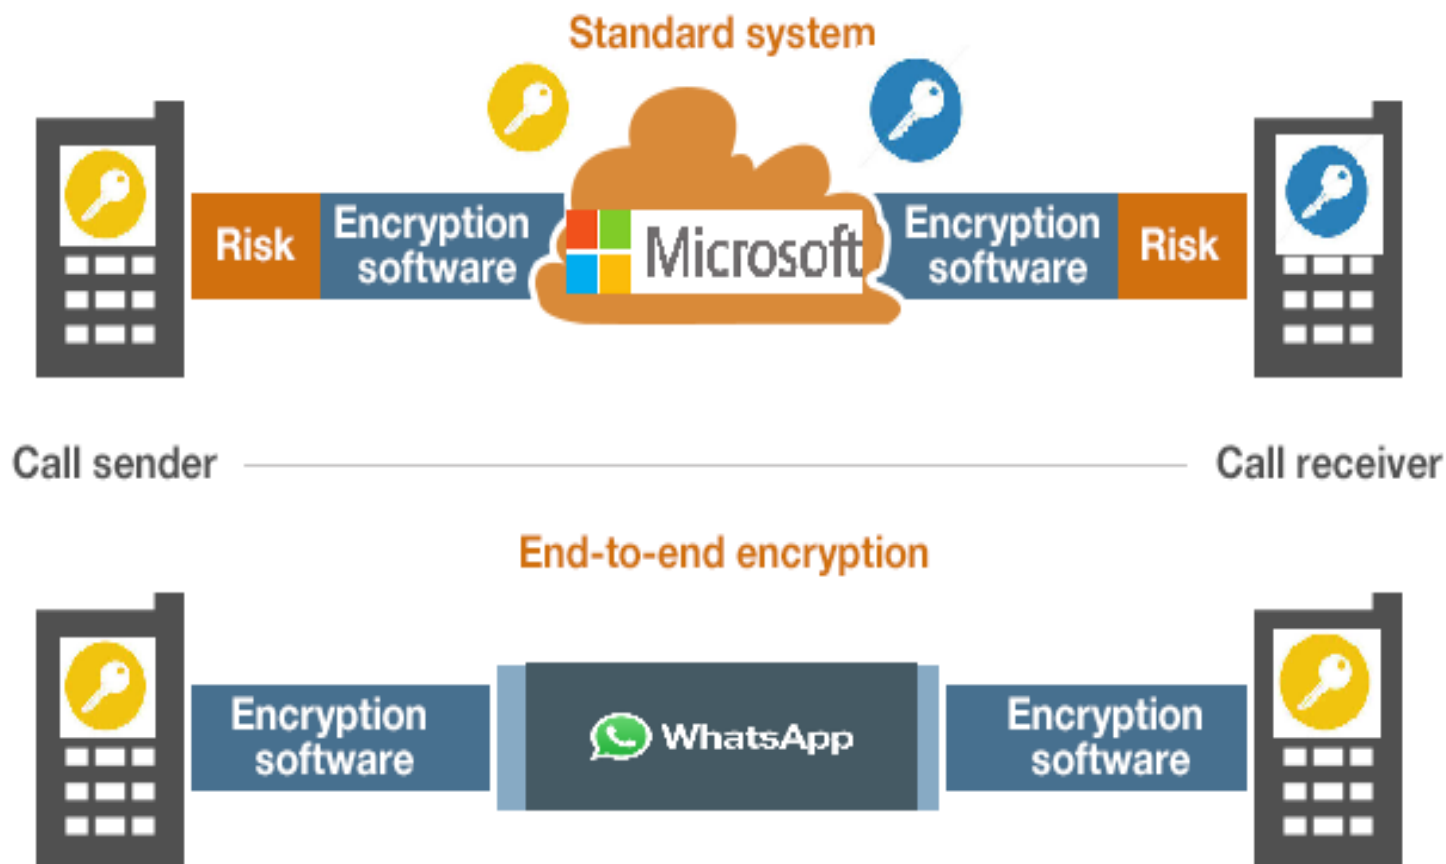 Standard system
Risk
Encryption
software
Microsoft
Encryption
software
Risk
Call sender
Call receiver
End-to-end encryption
Encryption
software
WhatsApp
Encryption
software